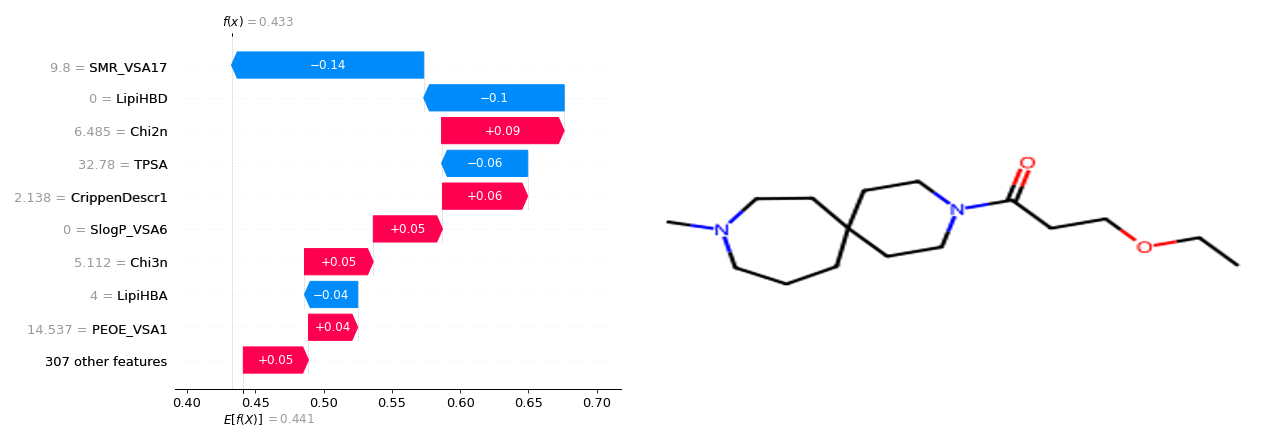 f(x) = 0.433
9.8 = SMR_VSA17
−0.14
0 = LipiHBD
−0.1
6.485 = Chi2n
+0.09
32.78 = TPSA
−0.06
2.138 = CrippenDescr1
+0.06
0 = SlogP_VSA6
+0.05
5.112 = Chi3n
+0.05
4 = LipiHBA
−0.04
14.537 = PEOE_VSA1
+0.04
307 other features
+0.05
0.40 0.45 0.50 0.55 0.60 0.65 0.70
E[f(X)] = 0.441
O
N
N
O